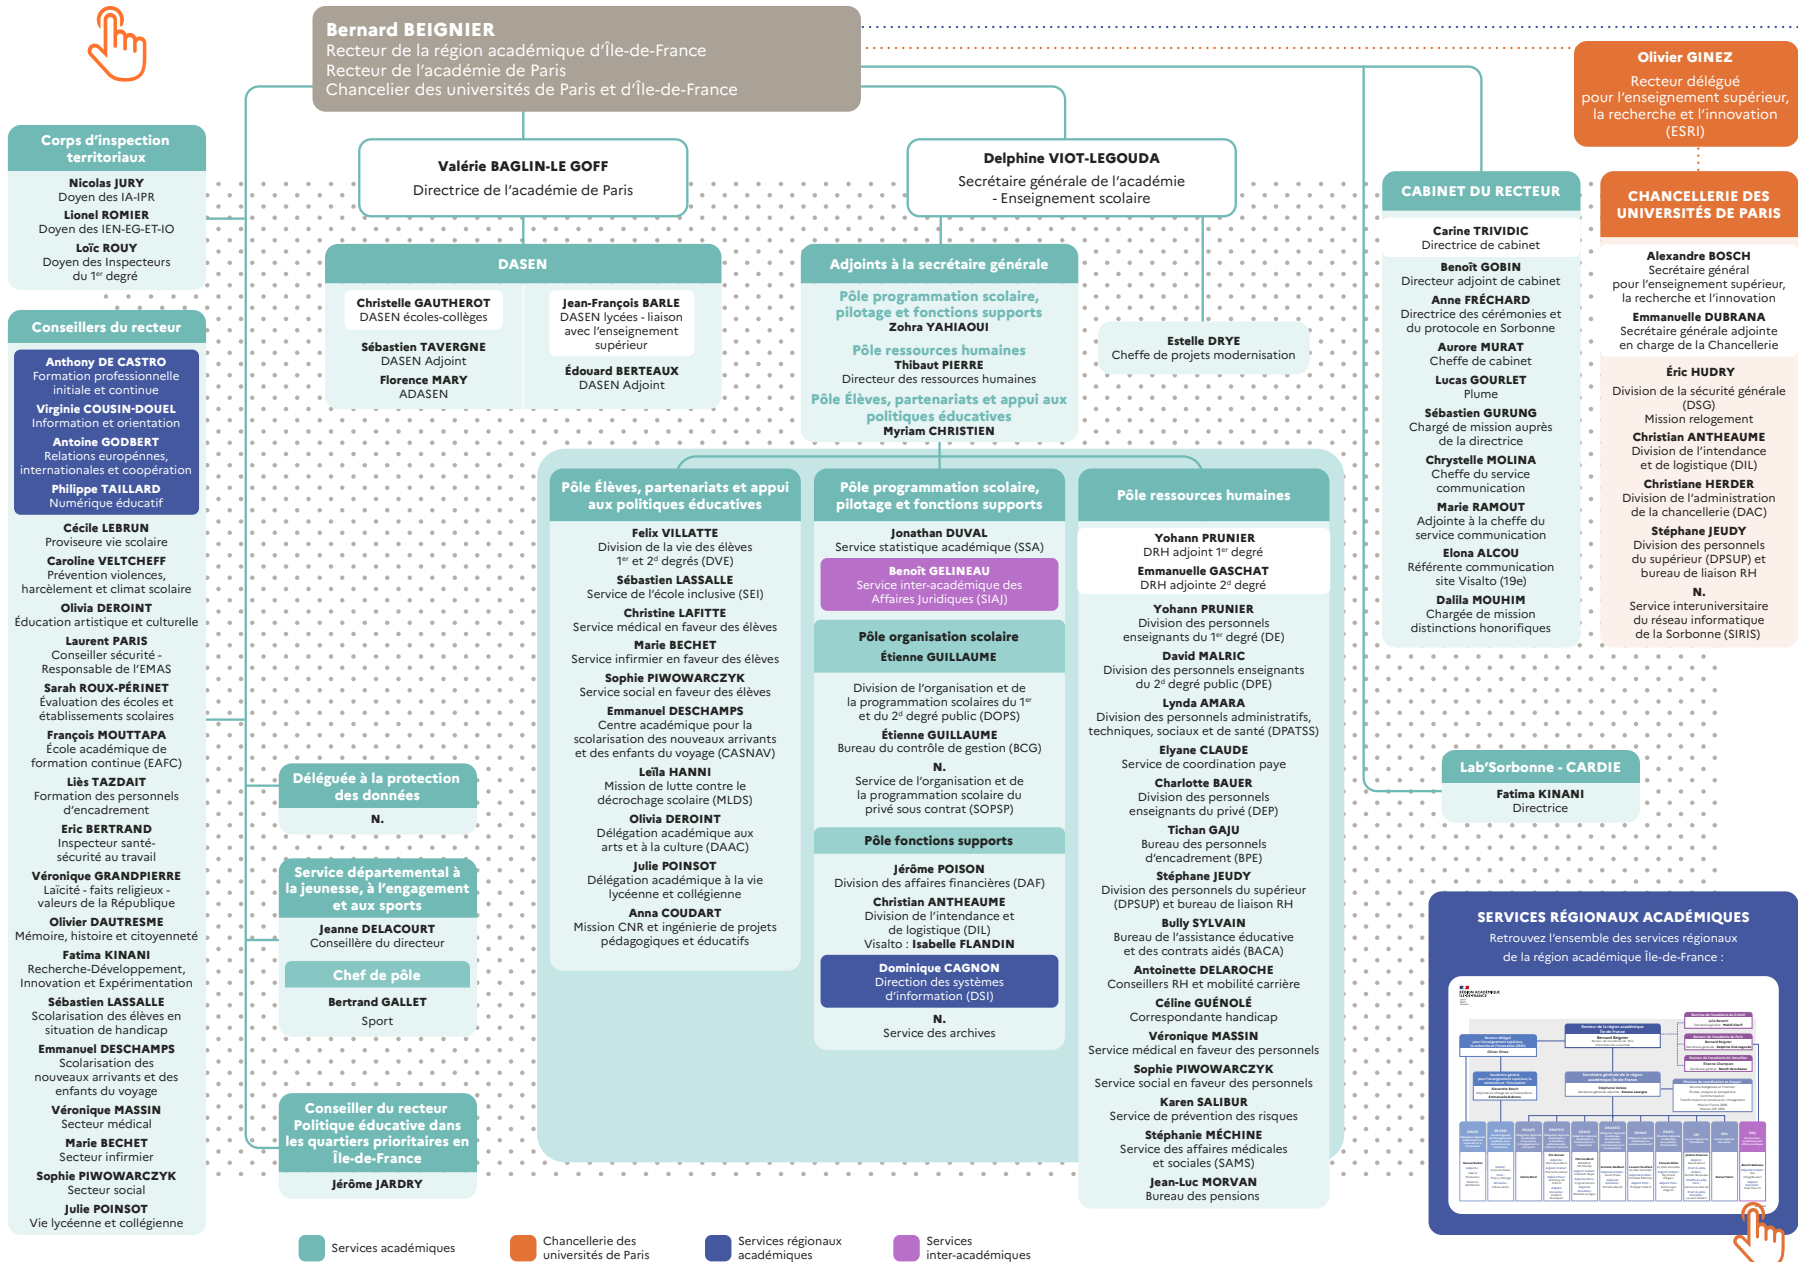 Bernard BEIGNIER
Recteur de la région académique d'Île-de-France
Recteur de l'académie de Paris
Chancelier des universités de Paris et d'Île-de-France
Olivier GINEZ
Recteur délégué
pour l'enseignement supérieur,
la recherche et l'innovation
(ESRI)
Corps d'inspection
territoriaux
Nicolas JURY
Doyen des IA-IPR
Lionel ROMIER
Doyen des IEN-EG-ET-IO
Loïc ROUY
Doyen des Inspecteurs
du 1er degré
Valérie BAGLIN-LE GOFF
Directrice de l'académie de Paris
Delphine VIOT-LEGOUDA
Secrétaire générale de l'académie
- Enseignement scolaire
DASEN
Christelle GAUTHEROT
DASEN écoles-collèges
Sébastien TAVERGNE
DASEN Adjoint
Florence MARY
ADASEN
Jean-François BARLE
DASEN lycées - liaison
avec l'enseignement
supérieur
Édouard BERTEAUX
DASEN Adjoint
Adjoints à la secrétaire générale
Pôle programmation scolaire,
pilotage et fonctions supports
Zohra YAHIAOUI
Pôle ressources humaines
Thibaut PIERRE
Directeur des ressources humaines
Pôle Élèves, partenariats et appui aux
politiques éducatives
Myriam CHRISTIEN
Estelle DRYE
Cheffe de projets modernisation
CABINET DU RECTEUR
Carine TRIVIDIC
Directrice de cabinet
Benoît GOBIN
Directeur adjoint de cabinet
Anne FRÉCHARD
Directrice des cérémonies et
du protocole en Sorbonne
Aurore MURAT
Cheffe de cabinet
Lucas GOURLET
Plume
Sébastien GURUNG
Chargé de mission auprès
de la directrice
Chrystelle MOLINA
Cheffe du service
communication
Marie RAMOUT
Adjointe à la cheffe du
service communication
Elona ALCOU
Référente communication
site Visalto (19e)
Dalila MOUHIM
Chargée de mission
distinctions honorifiques
CHANCELLERIE DES
UNIVERSITÉS DE PARIS
Alexandre BOSCH
Secrétaire général
pour l'enseignement supérieur,
la recherche et l'innovation
Emmanuelle DUBRANA
Secrétaire générale adjointe
en charge de la Chancellerie
Éric HUDRY
Division de la sécurité générale
(DSG)
Mission relogement
Christian ANTHEAUME
Division de l'intendance
et de logistique (DIL)
Christiane HERDER
Division de l'administration
de la chancellerie (DAC)
Stéphane JEUDY
Division des personnels
du supérieur (DPSUP) et
bureau de liaison RH
N.
Service interuniversitaire
du réseau informatique
de la Sorbonne (SIRIS)
Conseillers du recteur
Anthony DE CASTRO
Formation professionnelle
initiale et continue
Virginie COUSIN-DOUEL
Information et orientation
Antoine GODBERT
Relations europénnes,
internationales et coopération
Philippe TAILLARD
Numérique éducatif
Cécile LEBRUN
Proviseure vie scolaire
Caroline VELTCHEFF
Prévention violences,
harcèlement et climat scolaire
Olivia DEROINT
Éducation artistique et culturelle
Laurent PARIS
Conseiller sécurité -
Responsable de l'EMAS
Sarah ROUX-PÉRINET
Évaluation des écoles et
établissements scolaires
François MOUTTAPA
École académique de
formation continue (EAFC)
Liès TAZDAIT
Formation des personnels
d'encadrement
Eric BERTRAND
Inspecteur santé-
sécurité au travail
Véronique GRANDPIERRE
Laïcité - faits religieux -
valeurs de la République
Olivier DAUTRESME
Mémoire, histoire et citoyenneté
Fatima KINANI
Recherche-Développement,
Innovation et Expérimentation
Sébastien LASSALLE
Scolarisation des élèves en
situation de handicap
Emmanuel DESCHAMPS
Scolarisation des
nouveaux arrivants et des
enfants du voyage
Véronique MASSIN
Secteur médical
Marie BECHET
Secteur infirmier
Sophie PIWOWARCZYK
Secteur social
Julie POINSOT
Vie lycéenne et collégienne
Déléguée à la protection
des données
N.
Service départemental à
la jeunesse, à l'engagement
et aux sports
Jeanne DELACOURT
Conseillère du directeur
Chef de pôle
Bertrand GALLET
Sport
Conseiller du recteur
Politique éducative dans
les quartiers prioritaires en
Île-de-France
Jérôme JARDRY
Pôle Élèves, partenariats et appui
aux politiques éducatives
Felix VILLATTE
Division de la vie des élèves
1er et 2d degrés (DVE)
Sébastien LASSALLE
Service de l'école inclusive (SEI)
Christine LAFITTE
Service médical en faveur des élèves
Marie BECHET
Service infirmier en faveur des élèves
Sophie PIWOWARCZYK
Service social en faveur des élèves
Emmanuel DESCHAMPS
Centre académique pour la
scolarisation des nouveaux arrivants
et des enfants du voyage (CASNAV)
Leïla HANNI
Mission de lutte contre le
décrochage scolaire (MLDS)
Olivia DEROINT
Délégation académique aux
arts et à la culture (DAAC)
Julie POINSOT
Délégation académique à la vie
lycéenne et collégienne
Anna COUDART
Mission CNR et ingénierie de projets
pédagogiques et éducatifs
Pôle programmation scolaire,
pilotage et fonctions supports
Jonathan DUVAL
Service statistique académique (SSA)
Benoît GELINEAU
Service inter-académique des
Affaires Juridiques (SIAJ)
Pôle organisation scolaire
Étienne GUILLAUME
Division de l'organisation et de
la programmation scolaires du 1er
et du 2d degré public (DOPS)
Étienne GUILLAUME
Bureau du contrôle de gestion (BCG)
N.
Service de l'organisation et de
la programmation scolaire du
privé sous contrat (SOPSP)
Pôle fonctions supports
Jérôme POISON
Division des affaires financières (DAF)
Christian ANTHEAUME
Division de l'intendance et
de logistique (DIL)
Visalto : Isabelle FLANDIN
Dominique CAGNON
Direction des systèmes
d'information (DSI)
N.
Service des archives
Pôle ressources humaines
Yohann PRUNIER
DRH adjoint 1er degré
Emmanuelle GASCHAT
DRH adjointe 2d degré
Yohann PRUNIER
Division des personnels
enseignants du 1er degré (DE)
David MALRIC
Division des personnels enseignants
du 2d degré public (DPE)
Lynda AMARA
Division des personnels administratifs,
techniques, sociaux et de santé (DPATSS)
Elyane CLAUDE
Service de coordination paye
Charlotte BAUER
Division des personnels
enseignants du privé (DEP)
Tichan GAJU
Bureau des personnels
d'encadrement (BPE)
Stéphane JEUDY
Division des personnels du supérieur
(DPSUP) et bureau de liaison RH
Bully SYLVAIN
Bureau de l'assistance éducative
et des contrats aidés (BACA)
Antoinette DELAROCHE
Conseillers RH et mobilité carrière
Céline GUÉNOLÉ
Correspondante handicap
Véronique MASSIN
Service médical en faveur des personnels
Sophie PIWOWARCZYK
Service social en faveur des personnels
Karen SALIBUR
Service de prévention des risques
Stéphanie MÉCHINE
Service des affaires médicales
et sociales (SAMS)
Jean-Luc MORVAN
Bureau des pensions
Lab'Sorbonne - CARDIE
Fatima KINANI
Directrice
SERVICES RÉGIONAUX ACADÉMIQUES
Retrouvez l'ensemble des services régionaux
de la région académique Île-de-France :
Services académiques
Chancellerie des
universités de Paris
Services régionaux
académiques
Services
inter-académiques